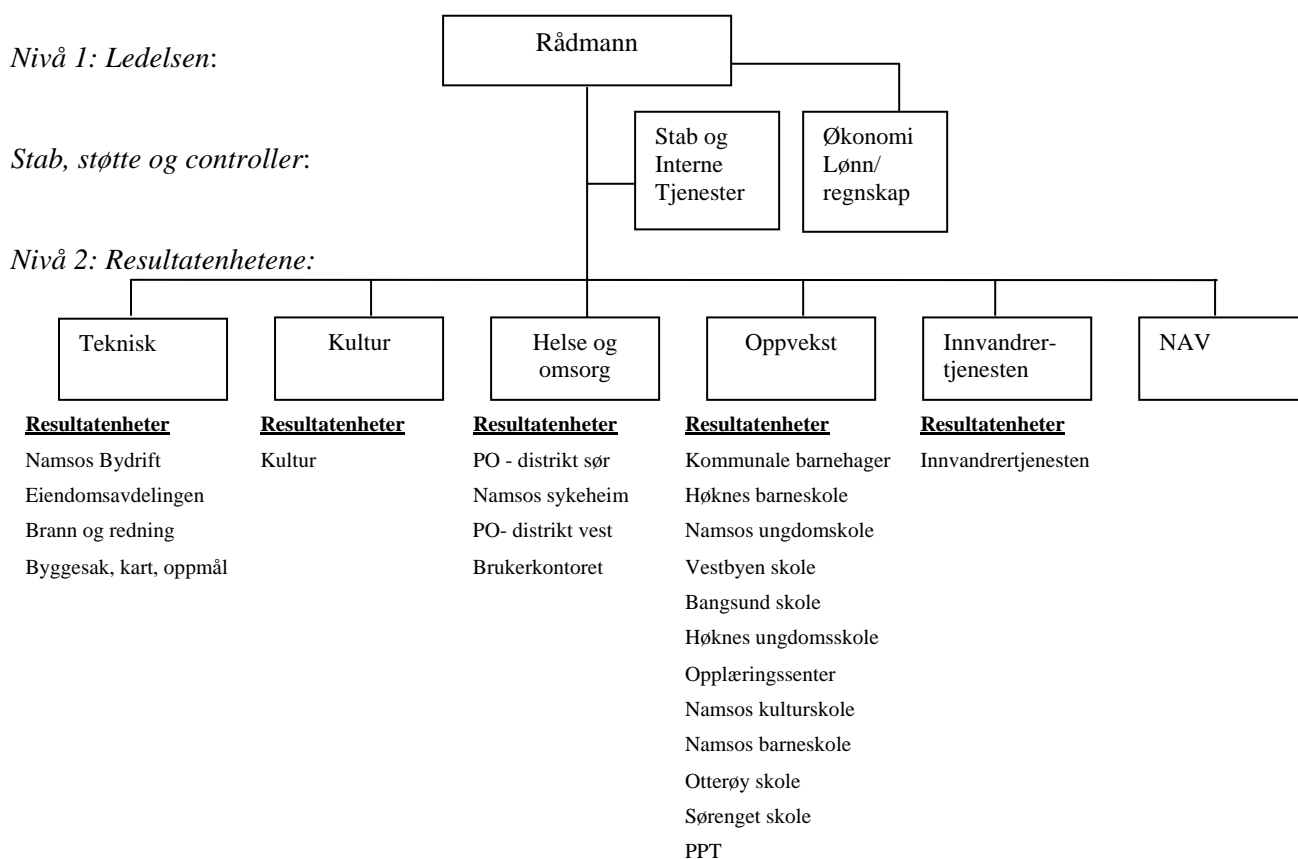 Rådmann
Nivå 1: Ledelsen:
Stab og
Interne
Tjenester
Økonomi
Lønn/
regnskap
Stab, støtte og controller:
Nivå 2: Resultatenhetene:
Teknisk
Kultur
Helse og
omsorg
Oppvekst
Innvandrer-
tjenesten
NAV
Resultatenheter
Namsos Bydrift
Eiendomsavdelingen
Brann og redning
Byggesak, kart, oppmål
Resultatenheter
Kultur
Resultatenheter
PO - distrikt sør
Namsos sykeheim
PO- distrikt vest
Brukerkontoret
Resultatenheter
Kommunale barnehager
Høknes barneskole
Namsos ungdomskole
Vestbyen skole
Bangsund skole
Høknes ungdomsskole
Opplæringssenter
Namsos kulturskole
Namsos barneskole
Otterøy skole
Sørenget skole
PPT
Resultatenheter
Innvandrertjenesten